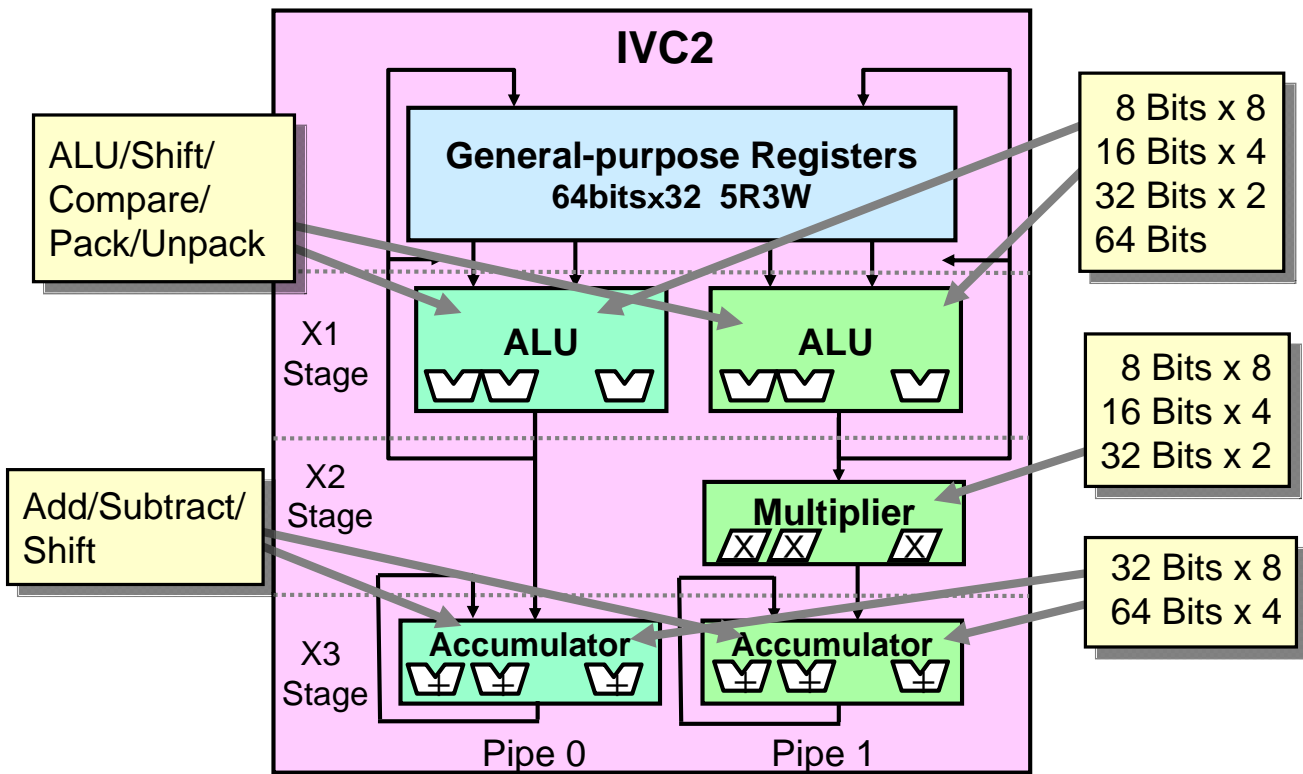 IVC2
General-purpose Registers
64bitsx32 5R3W
ALU/Shift/
Compare/
Pack/Unpack
8 Bits x 8
16 Bits x 4
32 Bits x 2
64 Bits
X1
Stage
ALU
ALU
8 Bits x 8
16 Bits x 4
32 Bits x 2
X2
Stage
Multiplier
X X X
Add/Subtract/
Shift
32 Bits x 8
64 Bits x 4
X3
Stage
Accumulator
+ + +
Accumulator
+ + +
Pipe 0
Pipe 1